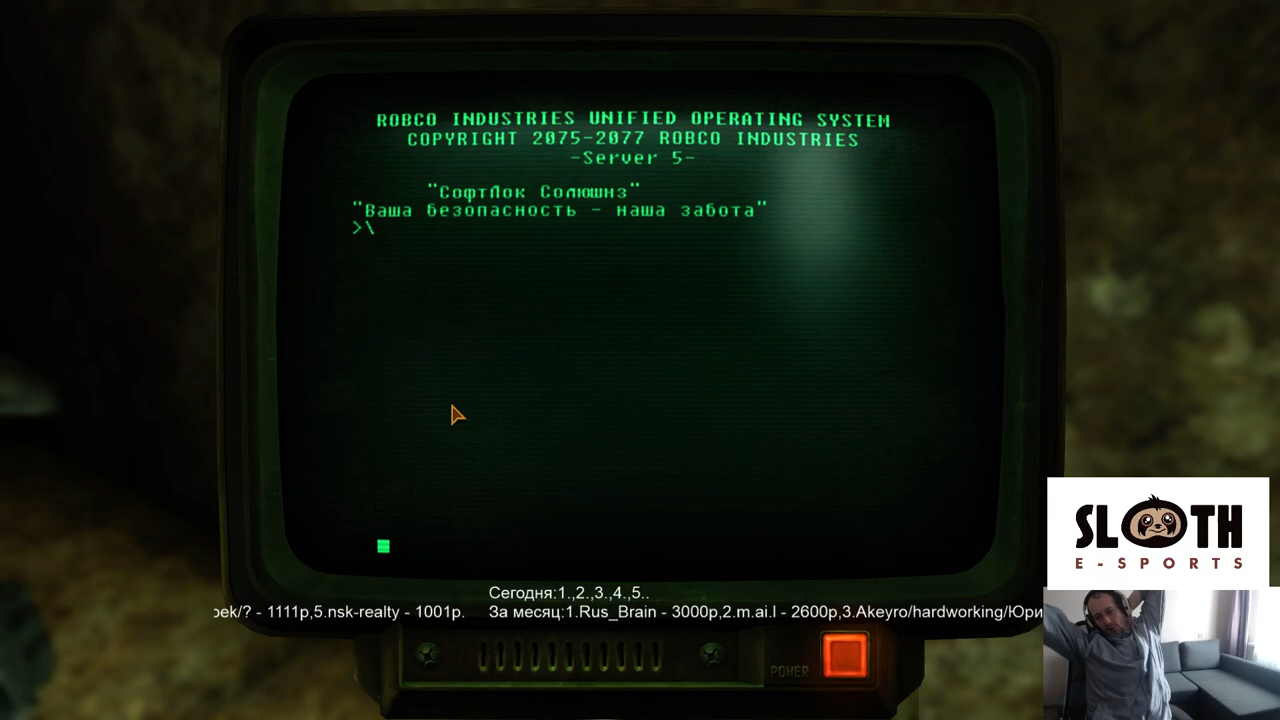 ROBCO INDUSTRIES UNIFIED OPERATING SYSTEM
COPYRIGHT 2075-2077 ROBCO INDUSTRIES
-Server 5-
"СофтЛок Солюшнз"
"Ваша безопасность - наша забота"
>\
SLOTH
E-SPORTS
Сегодня:1.,2.,3.,4.,5..
- 1111р,5.nsk-realty - 1001р. За месяц:1.Rus_Brain - 3000р,2.m.ai.l - 2600р,3.Akeyro/hardworking/Юри
POWER